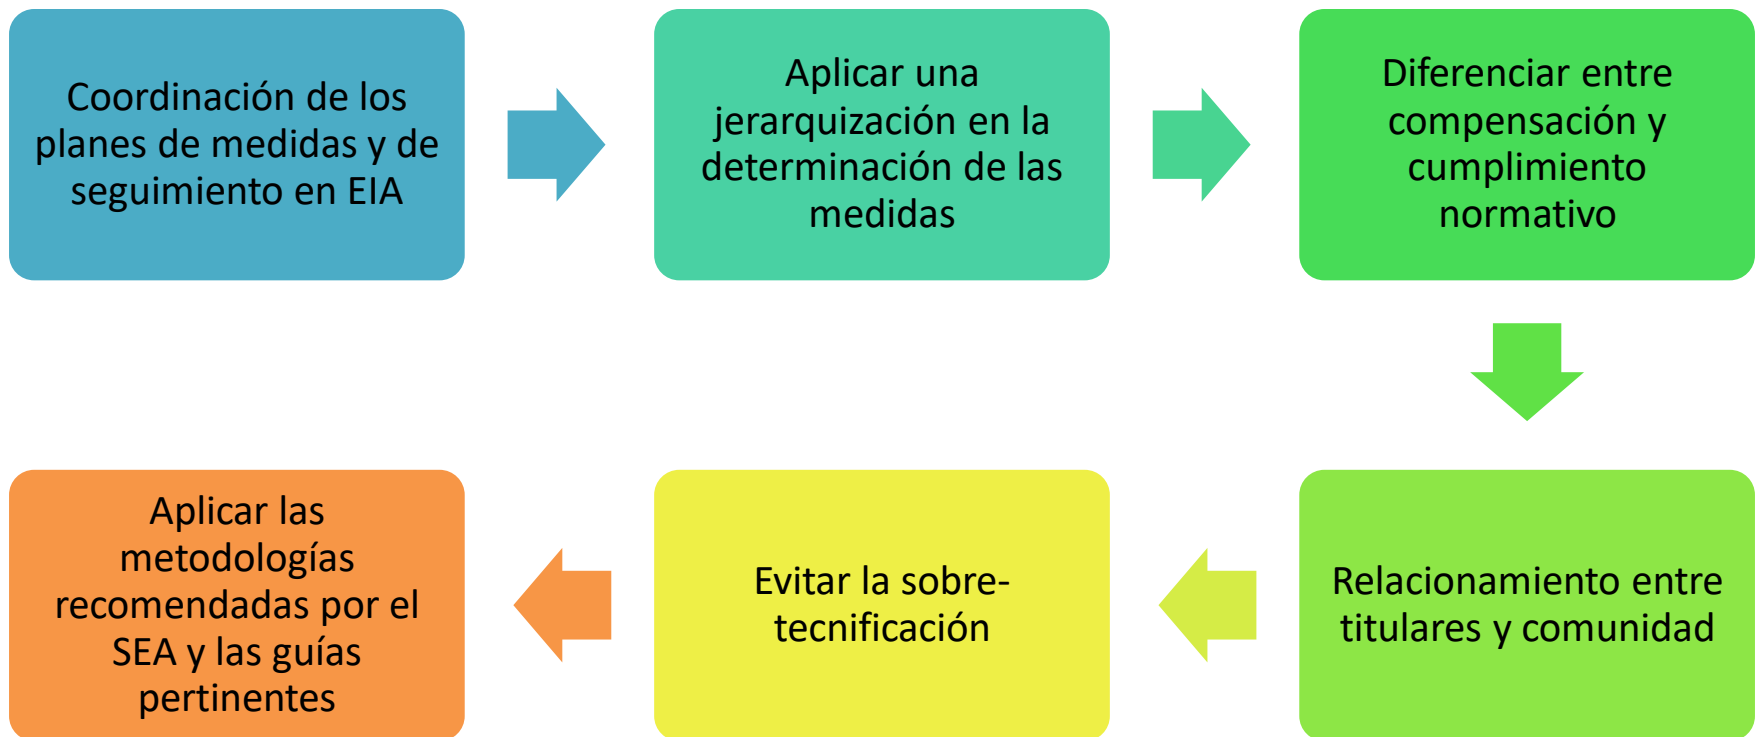 Coordinación de los
planes de medidas y de
seguimiento en EIA
Aplicar una
jerarquización en la
determinación de las
medidas
Diferenciar entre
compensación y
cumplimiento
normativo
Relacionamiento entre
titulares y comunidad
Evitar la sobre-
tecnificación
Aplicar las
metodologías
recomendadas por el
SEA y las guías
pertinentes